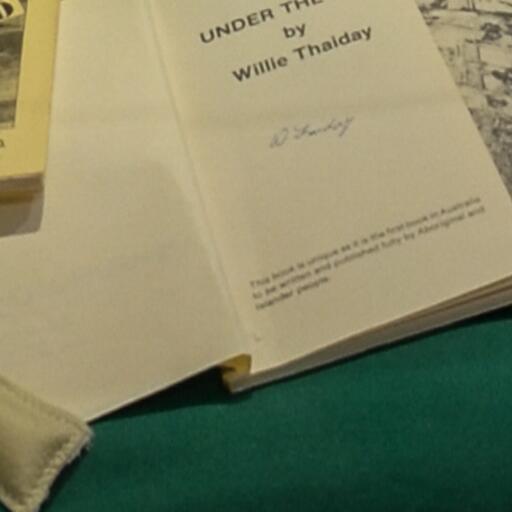 UNDER THE
by
Willie Thaiday
W Thaiday
This book is unique as it is the first book in Australia
to be written and published fully by Aboriginal and
Islander people.